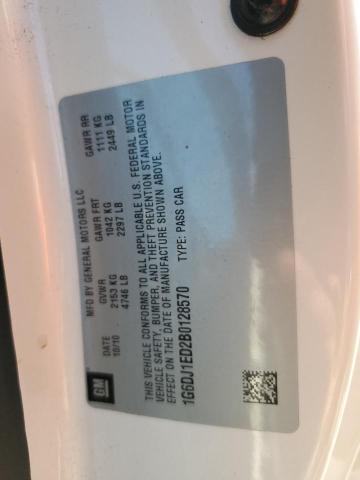 GM
MFD BY GENERAL MOTORS LLC
DATE GVWR GAWR FRT GAWR RR
10/10 2153 KG 1042 KG 1111 KG
4746 LB 2297 LB 2449 LB
THIS VEHICLE CONFORMS TO ALL APPLICABLE U.S. FEDERAL MOTOR
VEHICLE SAFETY, BUMPER, AND THEFT PREVENTION STANDARDS IN
EFFECT ON THE DATE OF MANUFACTURE SHOWN ABOVE.
1G6DJ1ED2B0128570 TYPE: PASS CAR